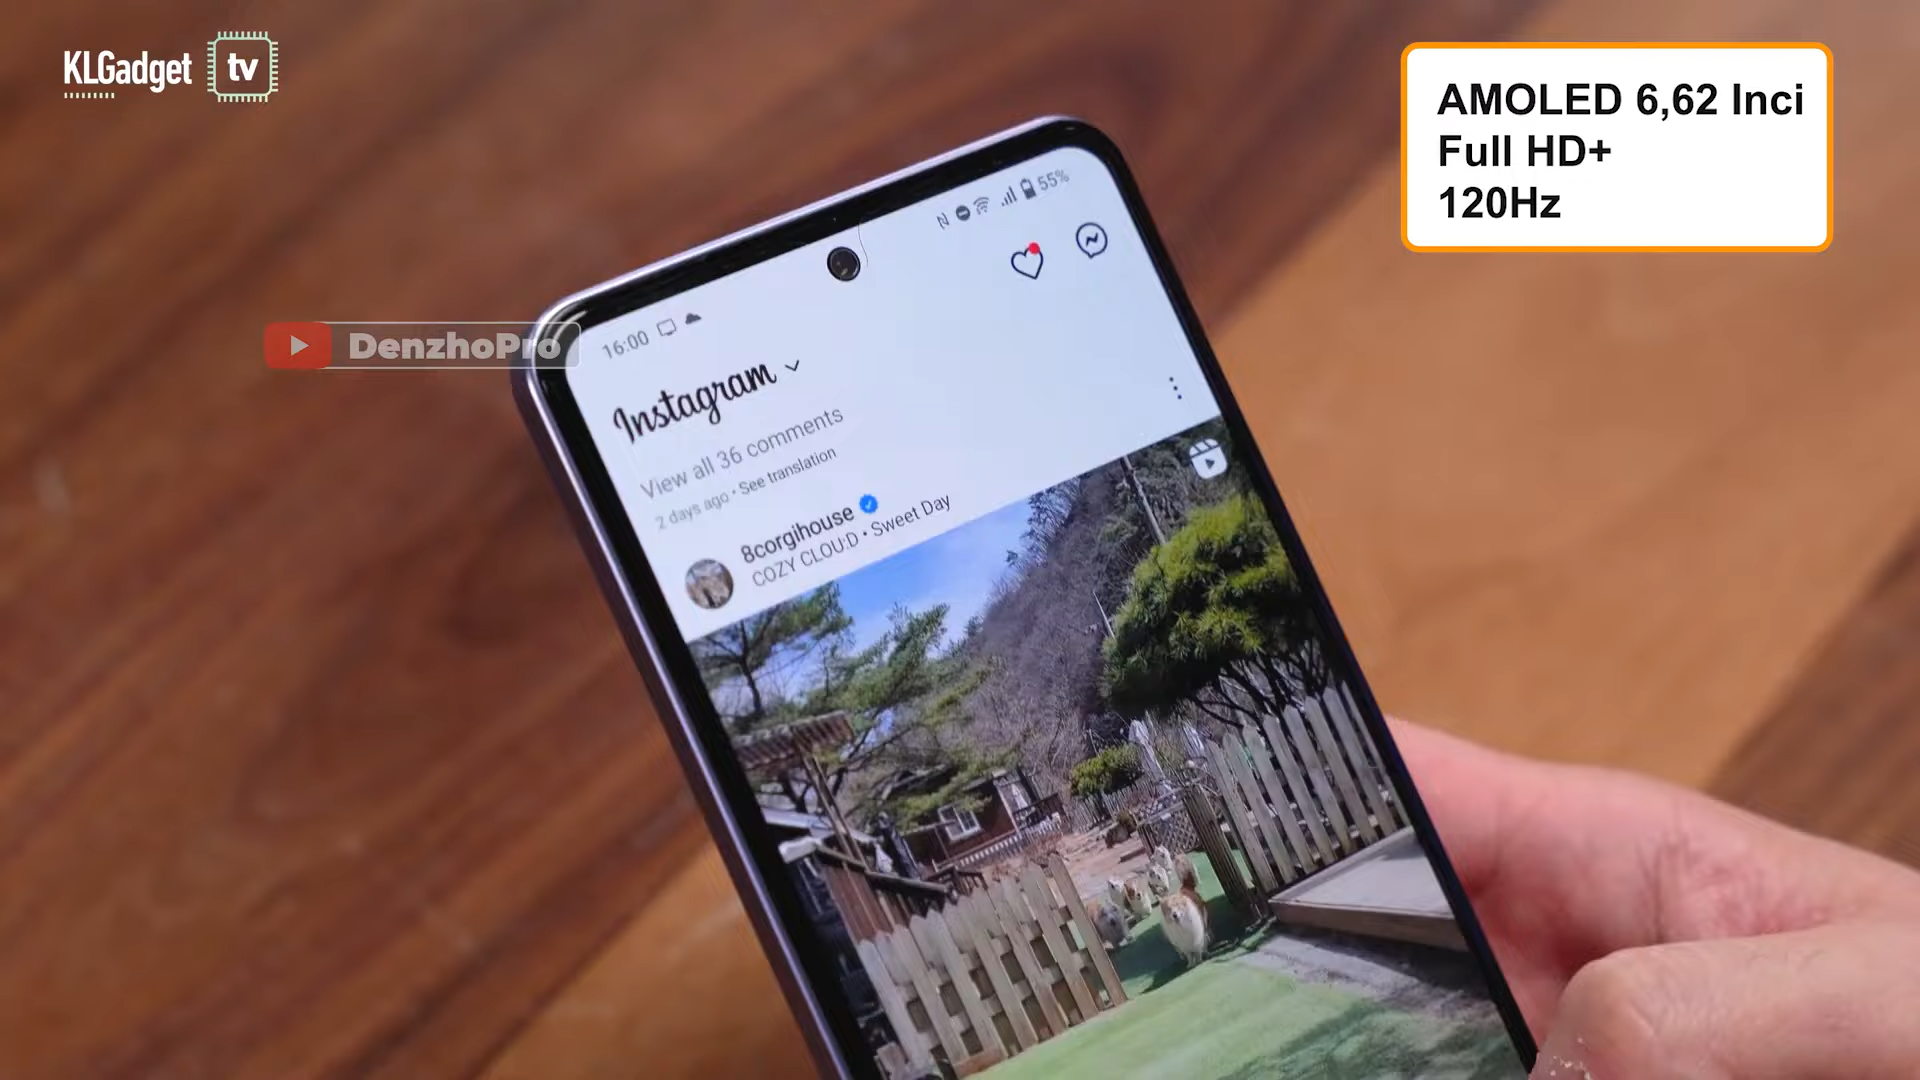 KLGadget tv
AMOLED 6,62 Inci
Full HD+
120Hz
DenzhoPro
16:00
55%
Instagram
View all 36 comments
2 days ago • See translation
8corgihouse
COZY CLOU:D • Sweet Day